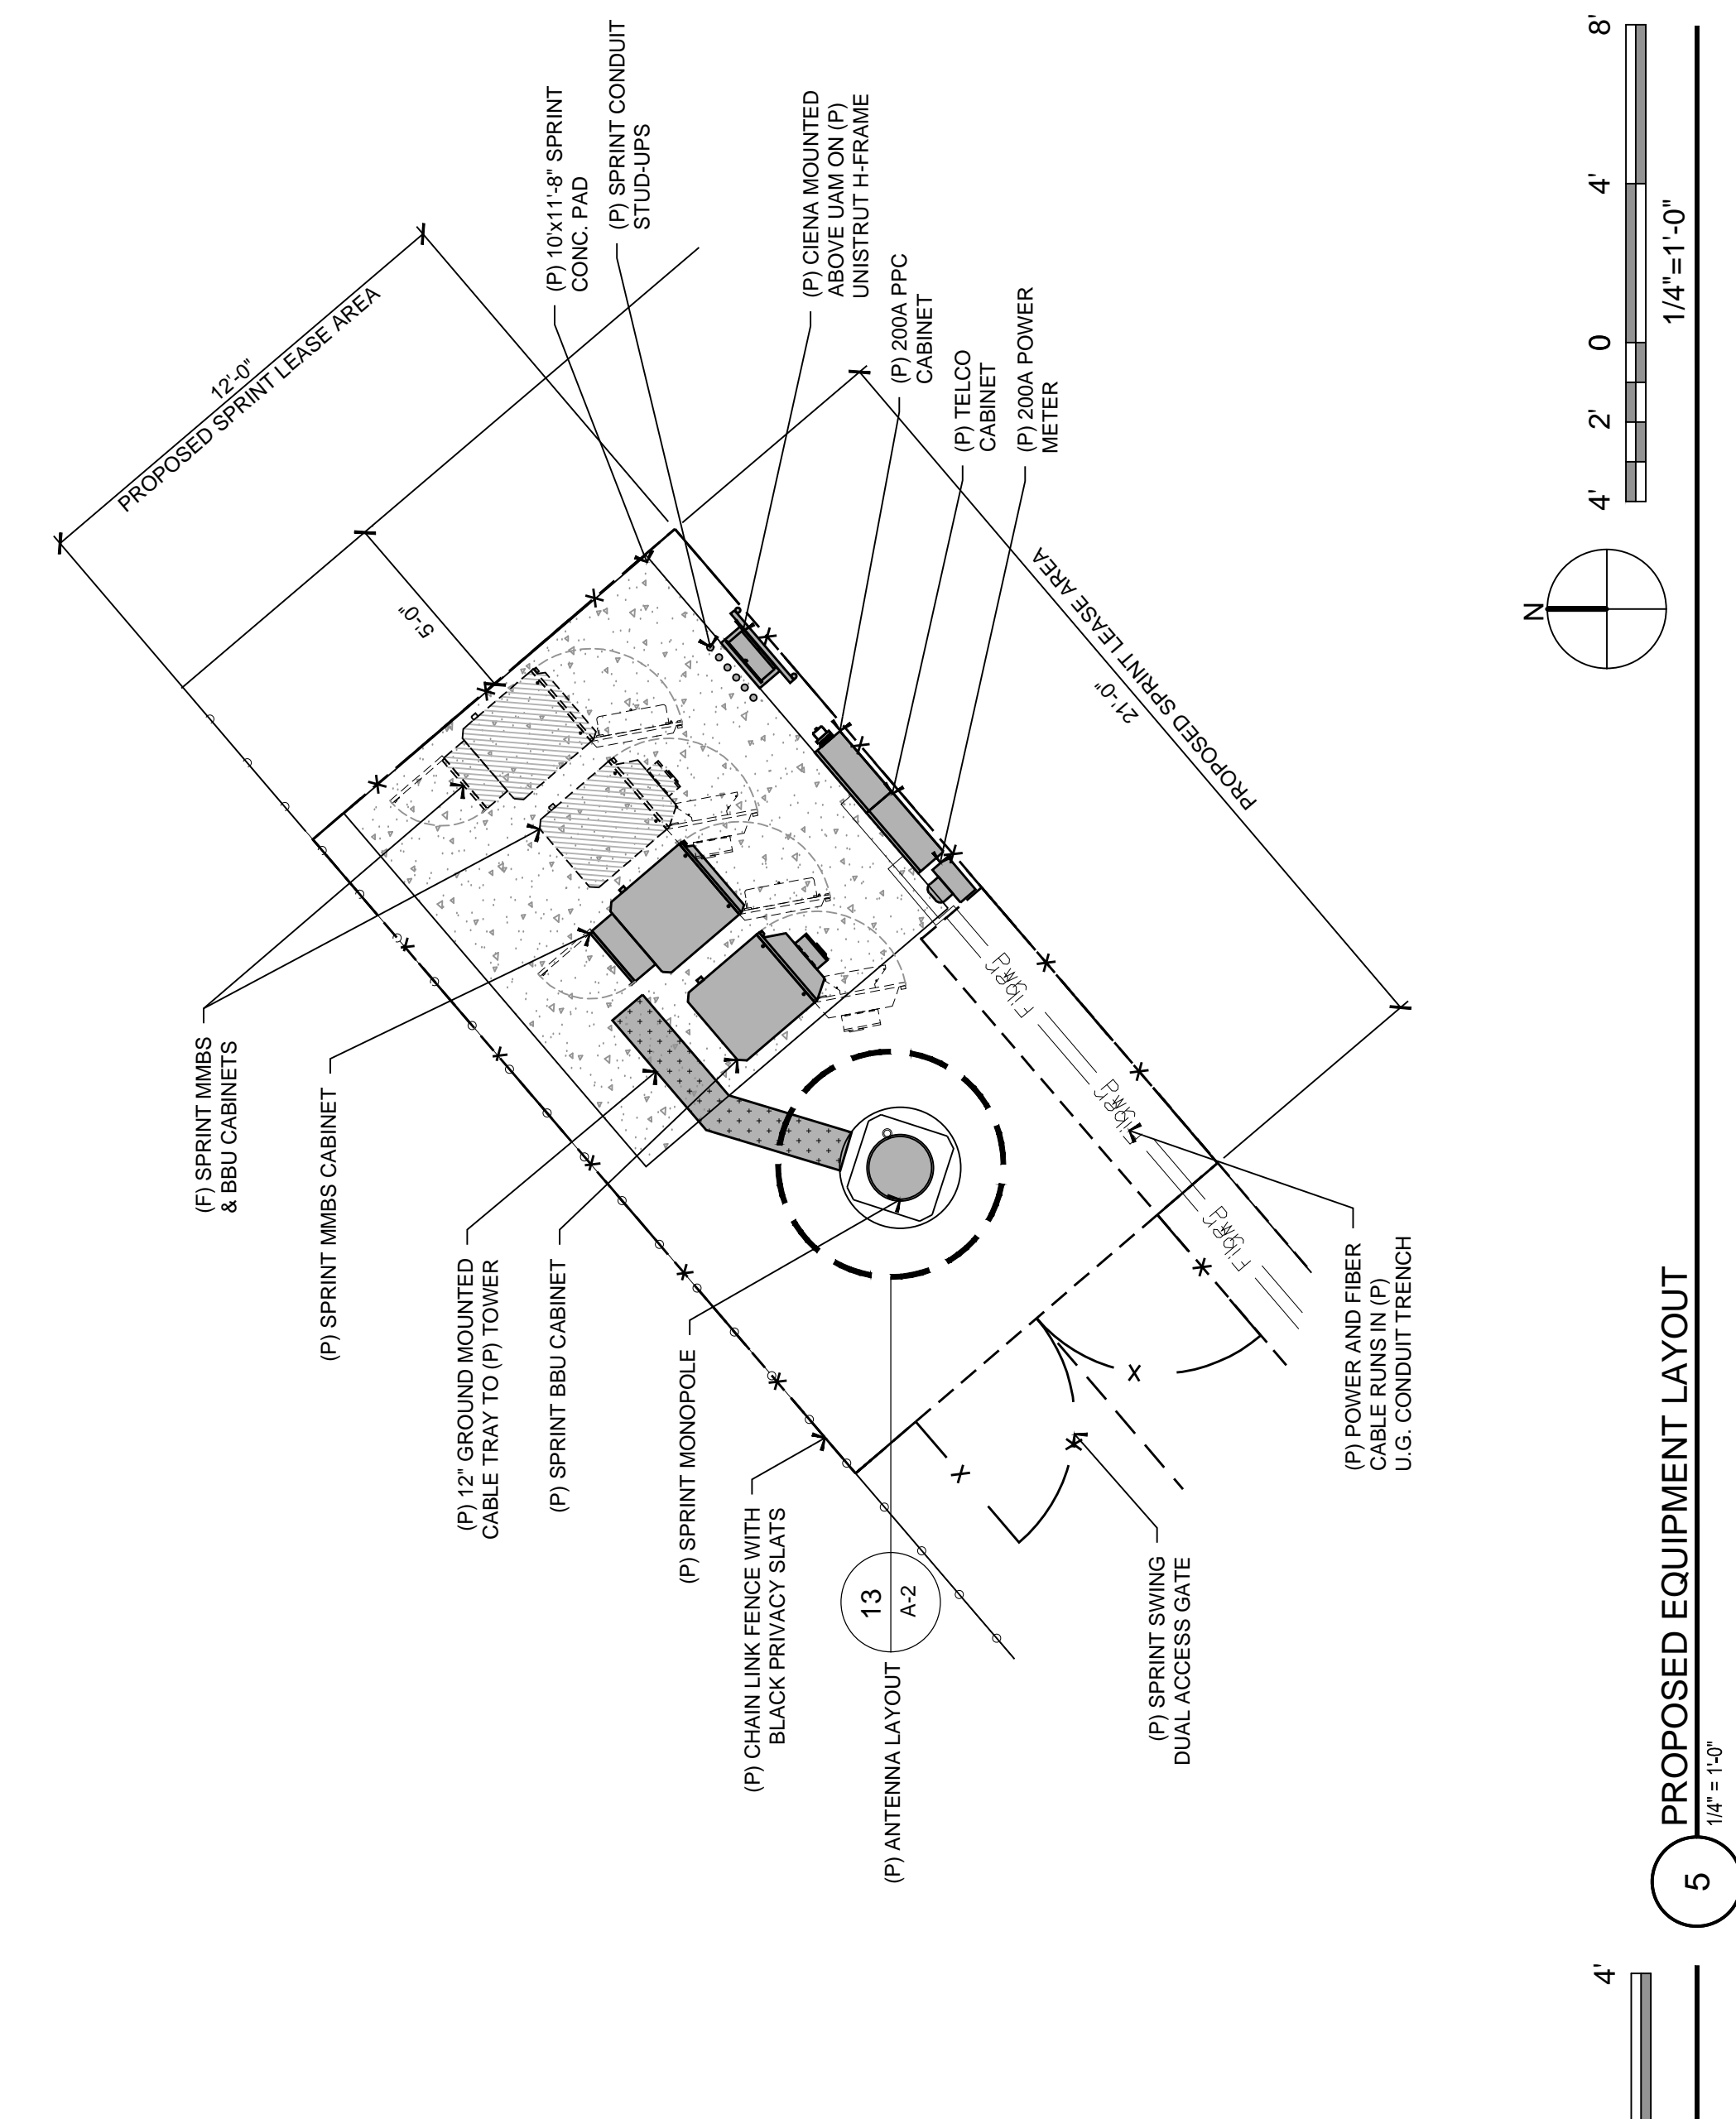 12'-0"
PROPOSED SPRINT LEASE AREA
5'-0"
(P) 10'x11'-8" SPRINT
CONC. PAD
(P) SPRINT CONDUIT
STUD-UPS
(P) CIENA MOUNTED
ABOVE UAM ON (P)
UNISTRUT H-FRAME
(P) 200A PPC
CABINET
(P) TELCO
CABINET
(P) 200A POWER
METER
PROPOSED SPRINT LEASE AREA
21'-0"
(F) SPRINT MMBS
& BBU CABINETS
(P) SPRINT MMBS CABINET
(P) 12" GROUND MOUNTED
CABLE TRAY TO (P) TOWER
(P) SPRINT BBU CABINET
(P) SPRINT MONOPOLE
(P) CHAIN LINK FENCE WITH
BLACK PRIVACY SLATS
(P) ANTENNA LAYOUT
13
A-2
(P) SPRINT SWING
DUAL ACCESS GATE
(P) POWER AND FIBER
CABLE RUNS IN (P)
U.G. CONDUIT TRENCH
Pwr
Fiber
Pwr
Fiber
Pwr
Fiber
N
4' 2' 0 4' 8'
1/4"=1'-0"
5
PROPOSED EQUIPMENT LAYOUT
1/4" = 1'-0"
4'